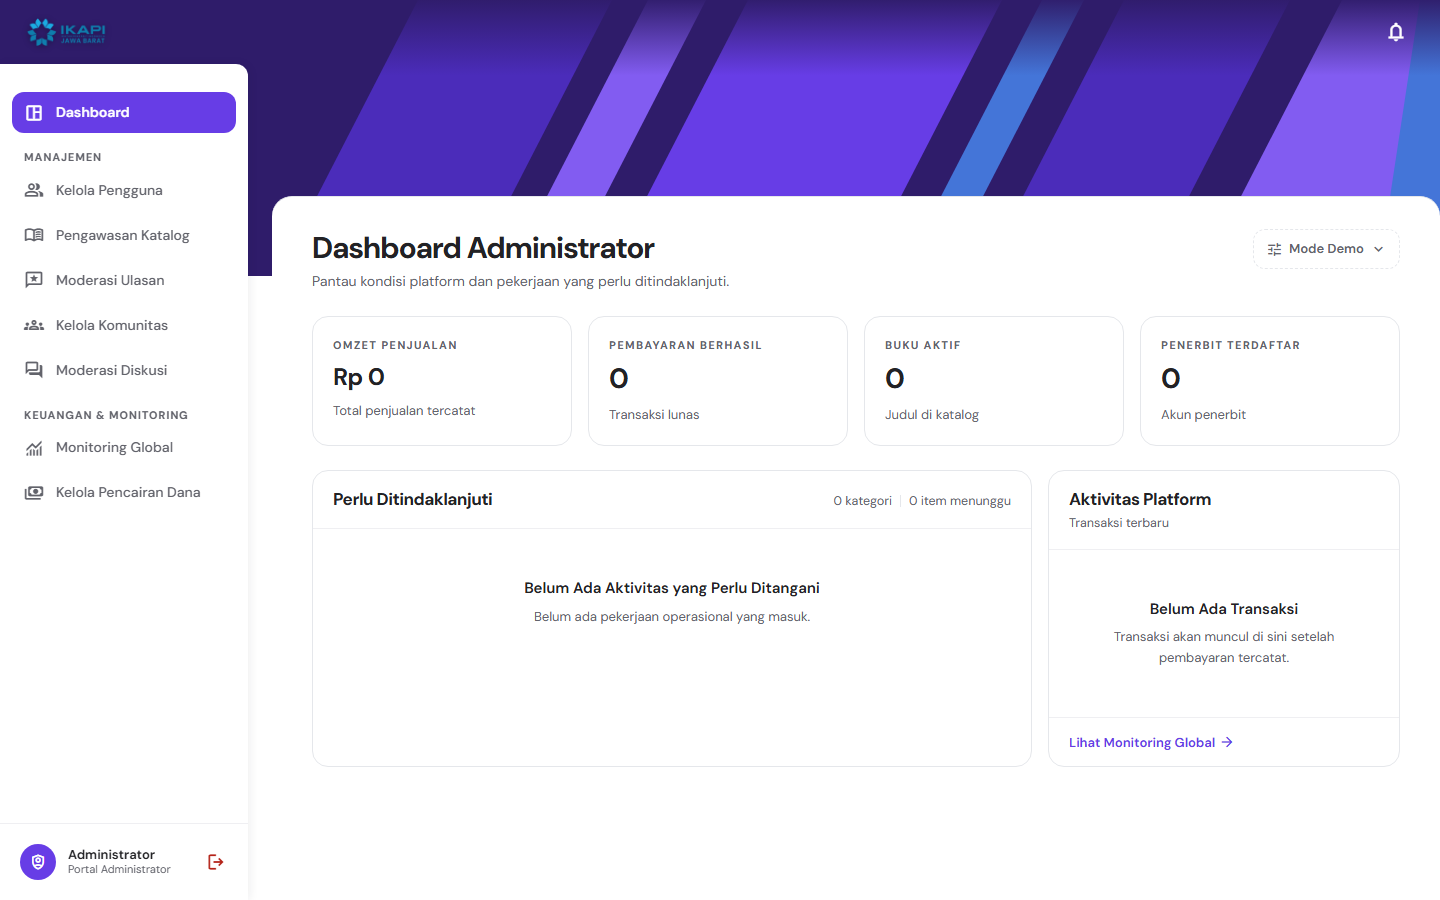 IKAPI
JAWA BARAT
Dashboard
MANAJEMEN
Kelola Pengguna
Pengawasan Katalog
Moderasi Ulasan
Kelola Komunitas
Moderasi Diskusi
KEUANGAN & MONITORING
Monitoring Global
Kelola Pencairan Dana
Administrator
Portal Administrator
Dashboard Administrator
Pantau kondisi platform dan pekerjaan yang perlu ditindaklanjuti.
Mode Demo
OMZET PENJUALAN
Rp 0
Total penjualan tercatat
PEMBAYARAN BERHASIL
0
Transaksi lunas
BUKU AKTIF
0
Judul di katalog
PENERBIT TERDAFTAR
0
Akun penerbit
Perlu Ditindaklanjuti
0 kategori | 0 item menunggu
Belum Ada Aktivitas yang Perlu Ditangani
Belum ada pekerjaan operasional yang masuk.
Aktivitas Platform
Transaksi terbaru
Belum Ada Transaksi
Transaksi akan muncul di sini setelah
pembayaran tercatat.
Lihat Monitoring Global →